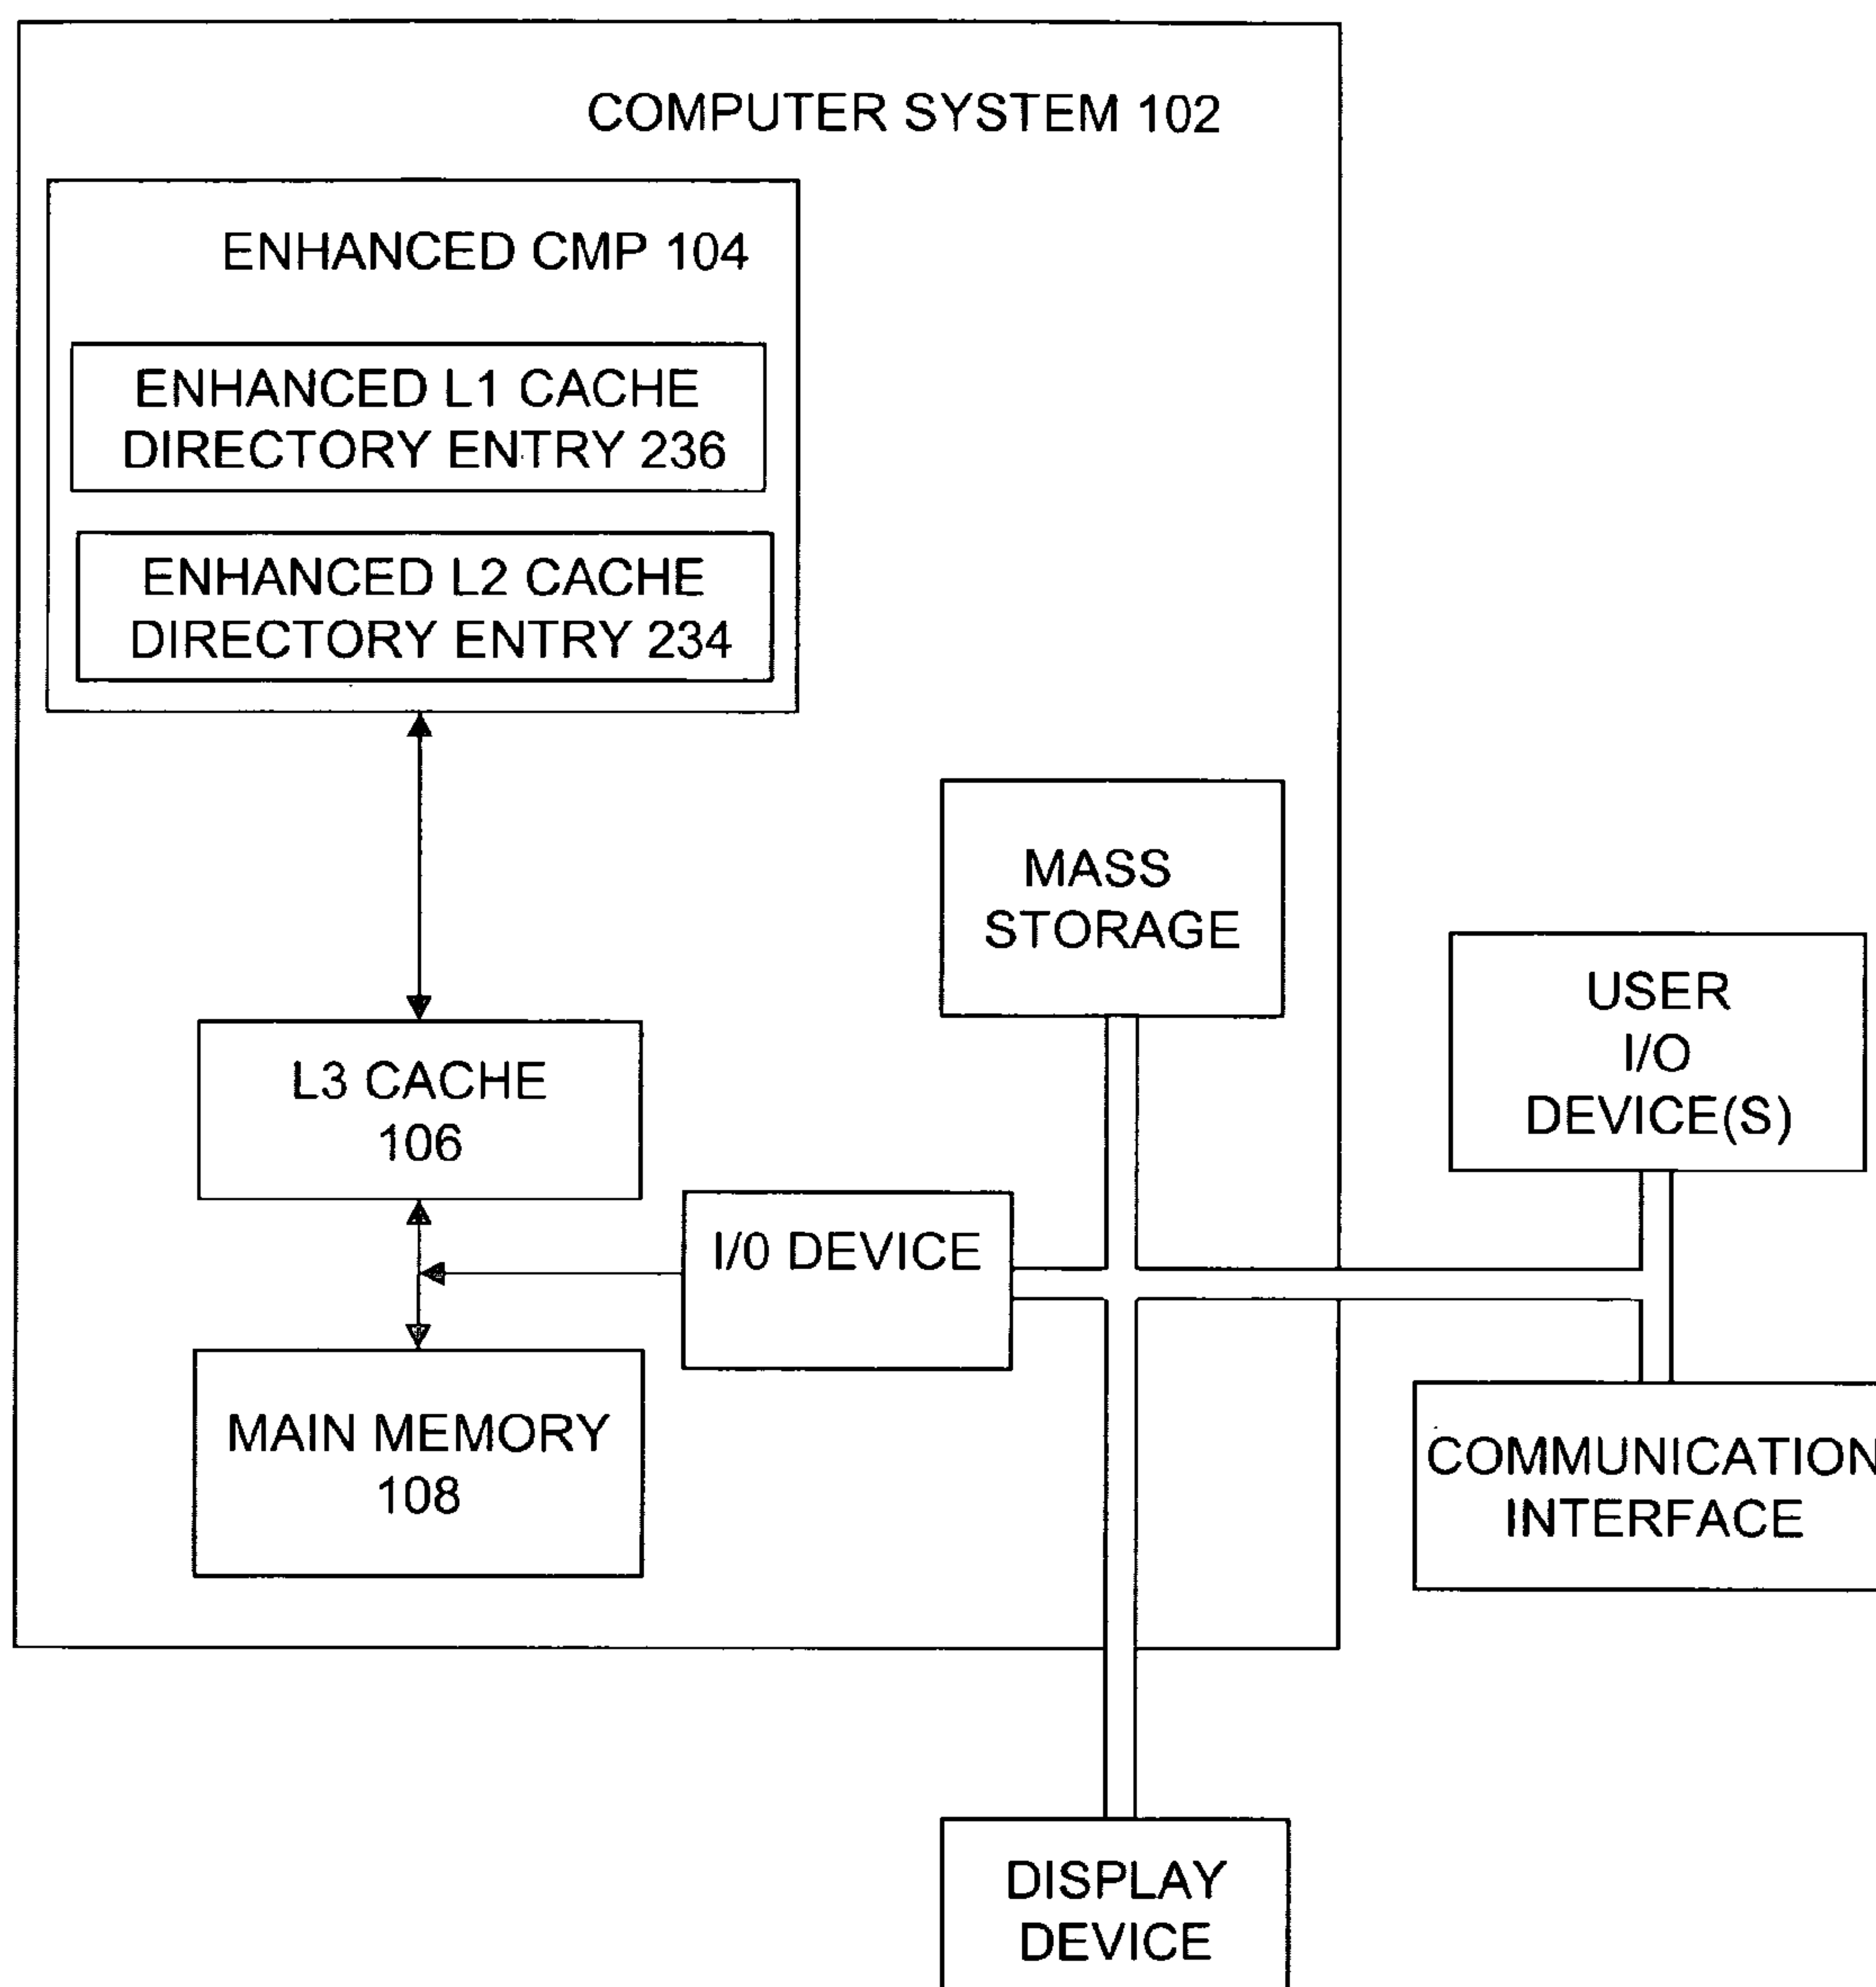 COMPUTER SYSTEM 102
ENHANCED CMP 104
ENHANCED L1 CACHE
DIRECTORY ENTRY 236
ENHANCED L2 CACHE
DIRECTORY ENTRY 234
MASS
STORAGE
USER
I/O
DEVICE(S)
L3 CACHE
106
I/0 DEVICE
MAIN MEMORY
108
COMMUNICATION
INTERFACE
DISPLAY
DEVICE